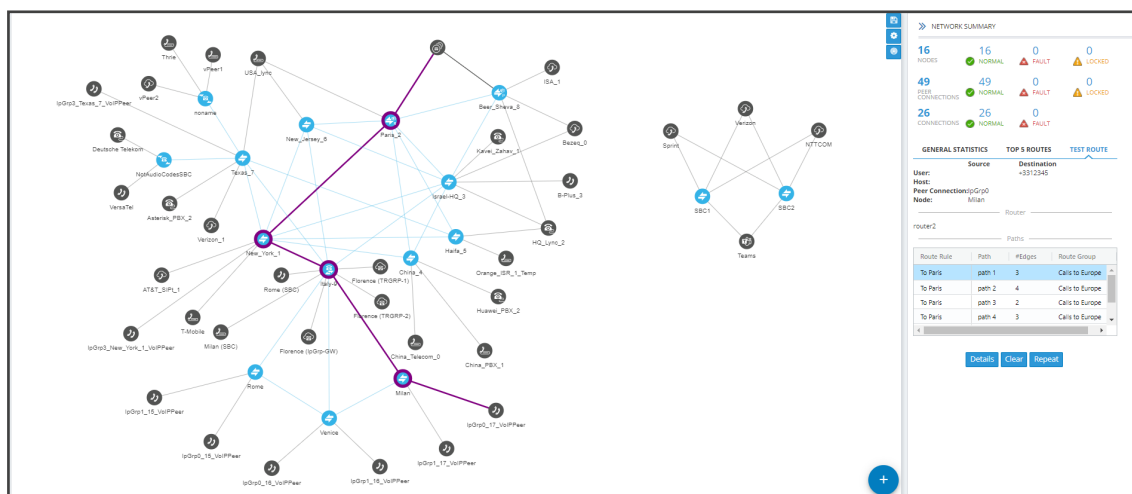 Thrie
vPeer1
USA_lync
ISA_1
IpGrp3_Texas_7_VoIPPeer
vPeer2
noname
Beer_Sheva_8
New_Jersey_6
Paris_2
Kavei_Zahav_1
Bezeq_0
Deutsche Telekom
NotAudioCodesSBC
Texas_7
Israel-HQ_3
B-Plus_3
VersaTel
Asterisk_PBX_2
Verizon_1
New_York_1
Haifa_5
HQ_Lync_2
China_4
Italy-9
Florence (TRGRP-1)
Orange_ISR_1_Temp
AT&T_SIPt_1
Rome (SBC)
Florence (TRGRP-2)
Huawei_PBX_2
T-Mobile
Milan (SBC)
IpGrp3_New_York_1_VoIPPeer
Florence (IpGrp-GW)
China_Telecom_0
China_PBX_1
Rome
Milan
IpGrp1_15_VoIPPeer
IpGrp0_17_VoIPPeer
Venice
IpGrp0_15_VoIPPeer
IpGrp1_17_VoIPPeer
IpGrp0_16_VoIPPeer
IpGrp1_16_VoIPPeer
Verizon
Sprint
NTTCOM
SBC1
SBC2
Teams
+
NETWORK SUMMARY
16 16 0 0
NODES NORMAL FAULT LOCKED
49 49 0 0
PEER CONNECTIONS NORMAL FAULT LOCKED
26 26 0
CONNECTIONS NORMAL FAULT
GENERAL STATISTICS TOP 5 ROUTES TEST ROUTE
Source Destination
User: +3312345
Host:
Peer Connection: IpGrp0
Node: Milan
Router
router2
Paths
Route Rule Path #Edges Route Group
To Paris path 1 3 Calls to Europe
To Paris path 2 4 Calls to Europe
To Paris path 3 2 Calls to Europe
To Paris path 4 3 Calls to Europe
Details Clear Repeat